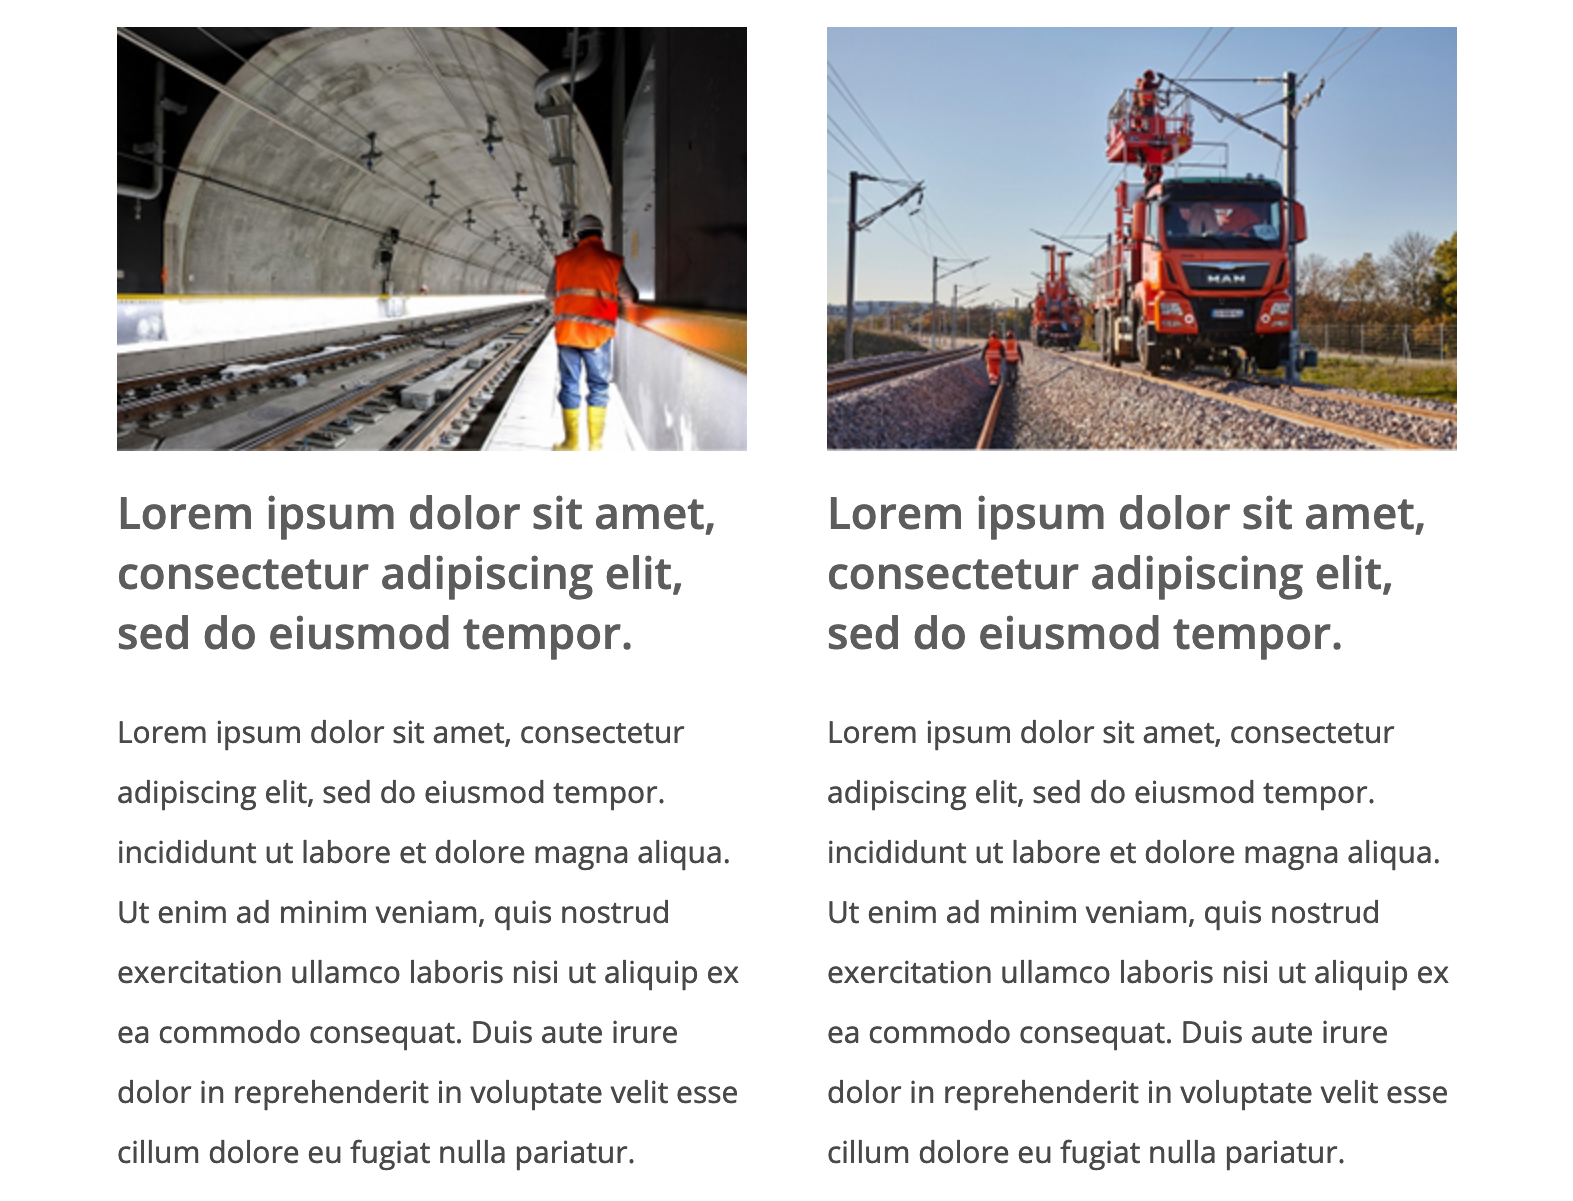 MAN
Lorem ipsum dolor sit amet,
consectetur adipiscing elit,
sed do eiusmod tempor.
Lorem ipsum dolor sit amet, consectetur
adipiscing elit, sed do eiusmod tempor.
incididunt ut labore et dolore magna aliqua.
Ut enim ad minim veniam, quis nostrud
exercitation ullamco laboris nisi ut aliquip ex
ea commodo consequat. Duis aute irure
dolor in reprehenderit in voluptate velit esse
cillum dolore eu fugiat nulla pariatur.
Lorem ipsum dolor sit amet,
consectetur adipiscing elit,
sed do eiusmod tempor.
Lorem ipsum dolor sit amet, consectetur
adipiscing elit, sed do eiusmod tempor.
incididunt ut labore et dolore magna aliqua.
Ut enim ad minim veniam, quis nostrud
exercitation ullamco laboris nisi ut aliquip ex
ea commodo consequat. Duis aute irure
dolor in reprehenderit in voluptate velit esse
cillum dolore eu fugiat nulla pariatur.